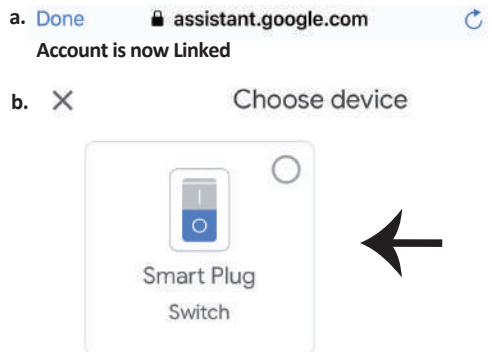 a. Done assistant.google.com
Account is now Linked
b. Choose device
Smart Plug
Switch